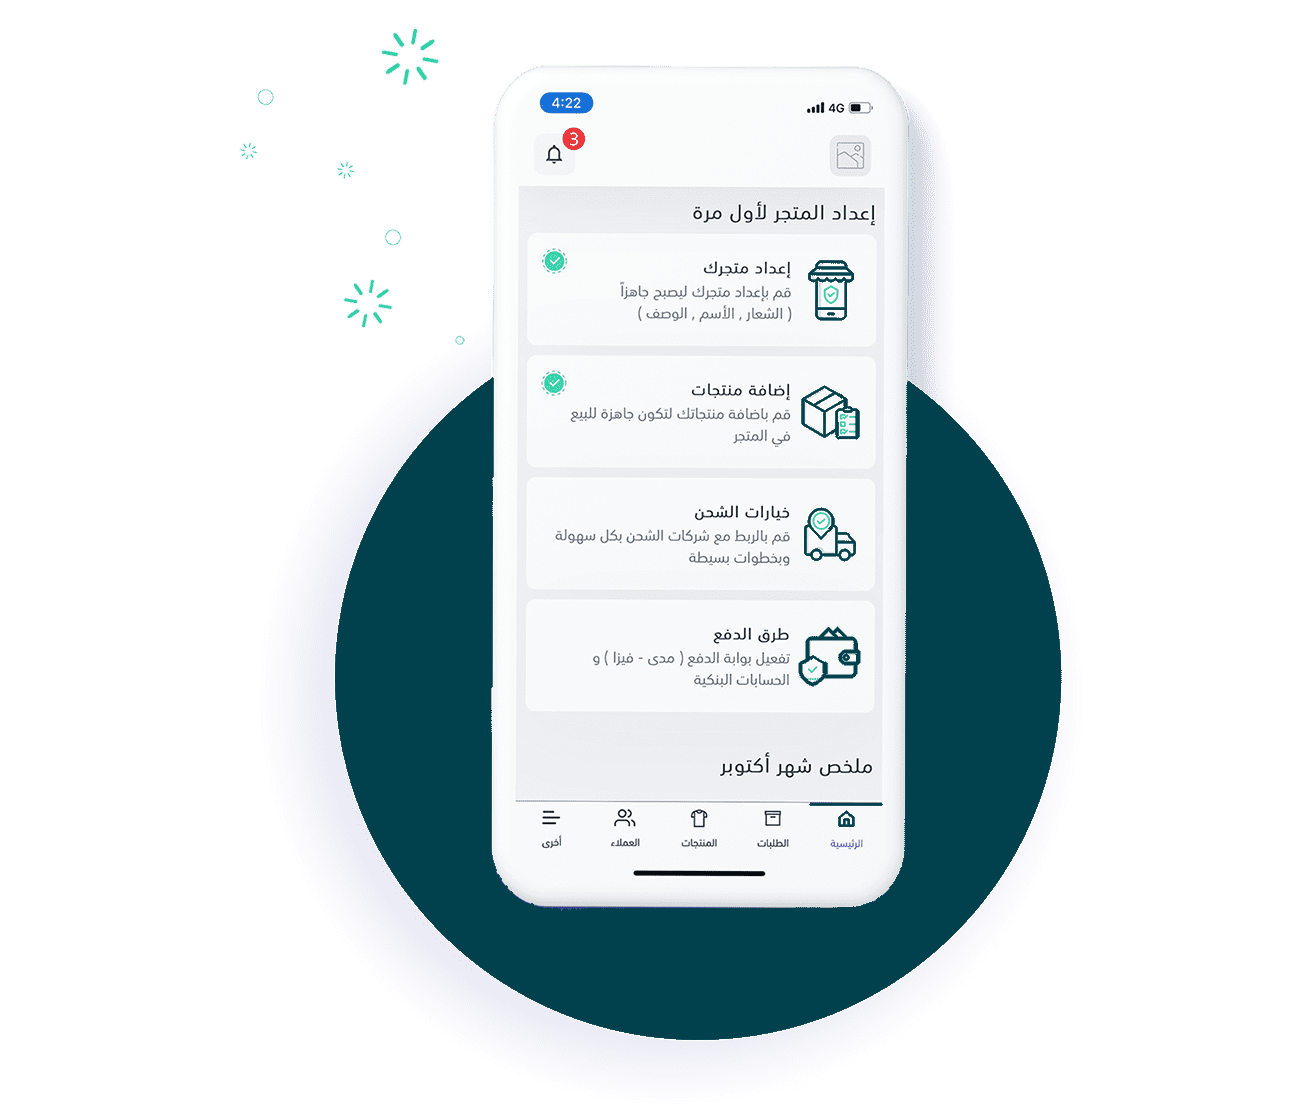 4:22
4G
3
إعداد المتجر لأول مرة
إعداد متجرك
قم بإعداد متجرك ليصبح جاهزاً
( الشعار , الأسم , الوصف )
إضافة منتجات
قم باضافة منتجاتك لتكون جاهزة للبيع
في المتجر
خيارات الشحن
قم بالربط مع شركات الشحن بكل سهولة
وبخطوات بسيطة
طرق الدفع
تفعيل بوابة الدفع ( مدى - فيزا ) و
الحسابات البنكية
ملخص شهر أكتوبر
الرئيسية
الطلبات
المنتجات
العملاء
أخرى